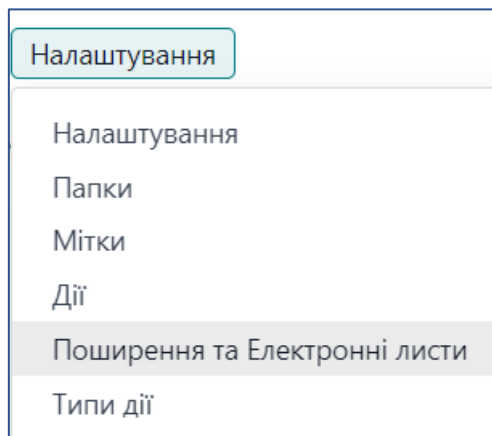 Налаштування
Налаштування
Папки
Мітки
Дії
Поширення та Електронні листи
Типи дії